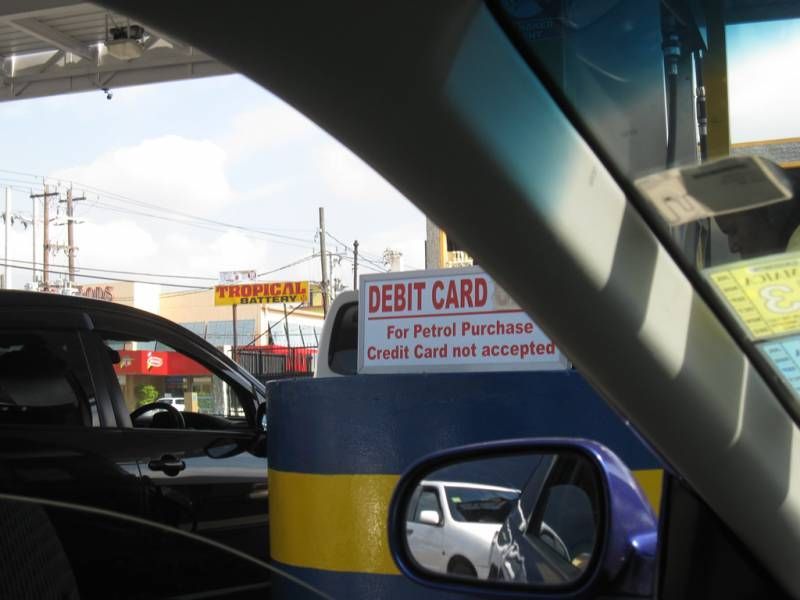 TROPICAL
BATTERY
DEBIT CARD
For Petrol Purchase
Credit Card not accepted